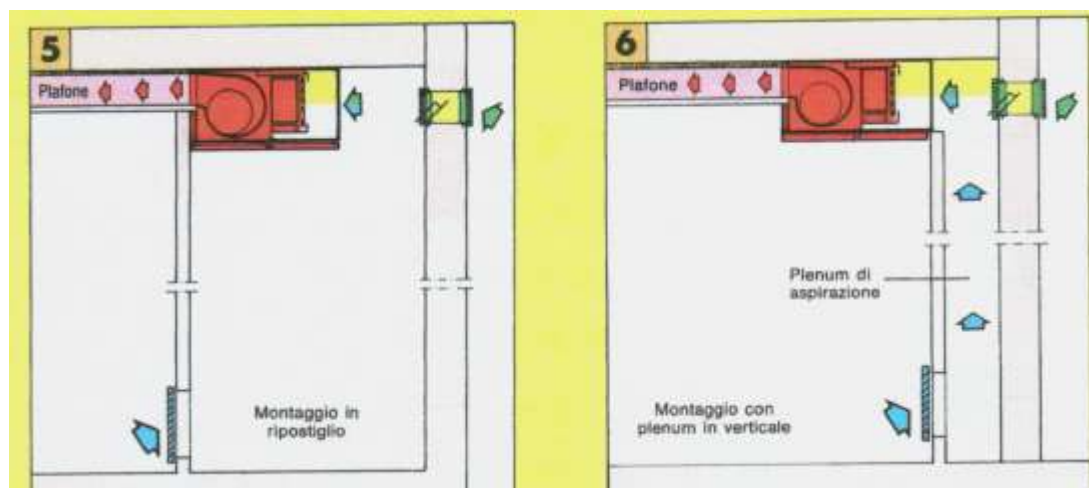 5
Plafone
Montaggio in
ripostiglio
6
Plafone
Plenum di
aspirazione
Montaggio con
plenum in verticale